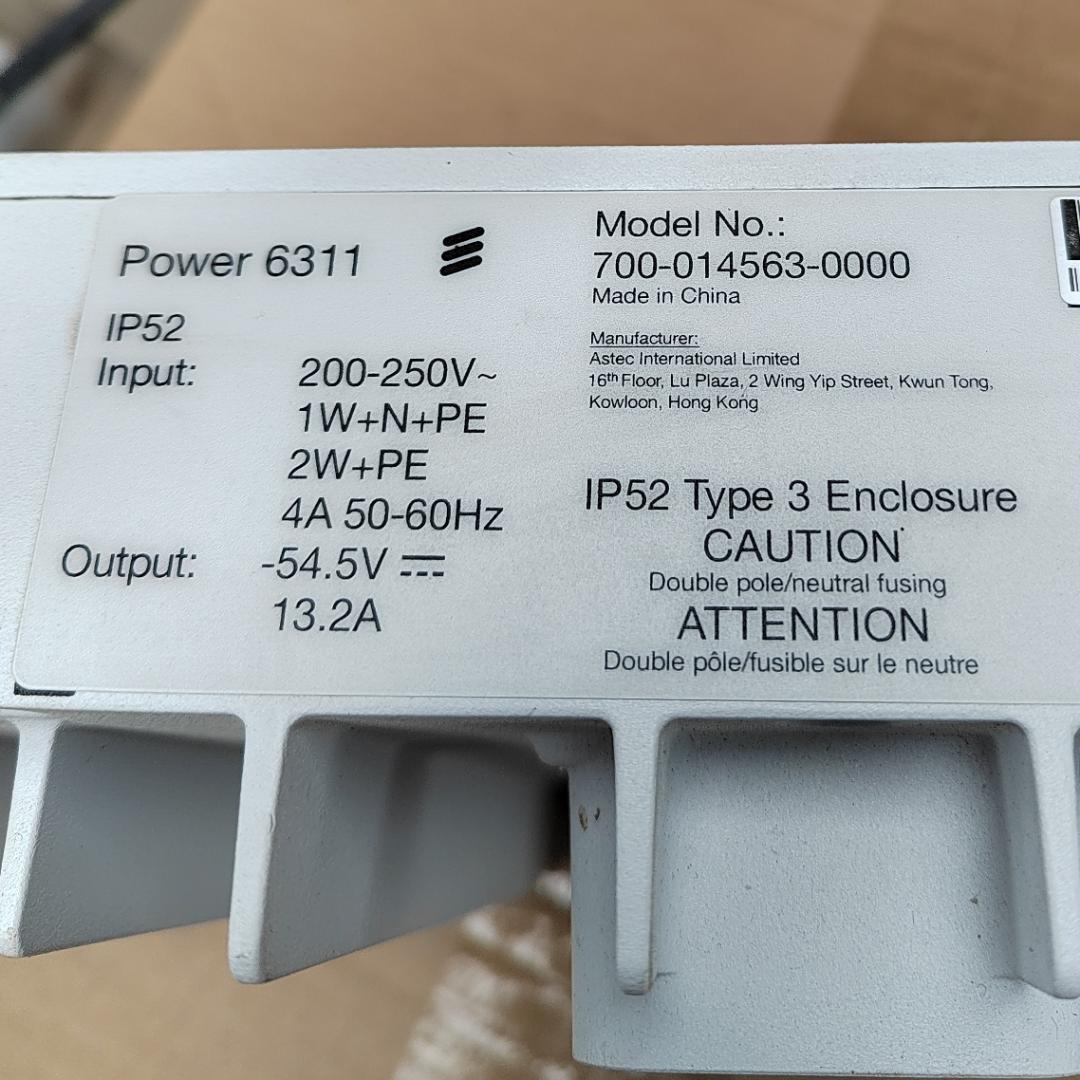 Power 6311
IP52
Input: 200-250V~
1W+N+PE
2W+PE
4A 50-60Hz
Output: -54.5V ⎓
13.2A
Model No.:
700-014563-0000
Made in China
Manufacturer:
Astec International Limited
16th Floor, Lu Plaza, 2 Wing Yip Street, Kwun Tong,
Kowloon, Hong Kong
IP52 Type 3 Enclosure
CAUTION
Double pole/neutral fusing
ATTENTION
Double pôle/fusible sur le neutre